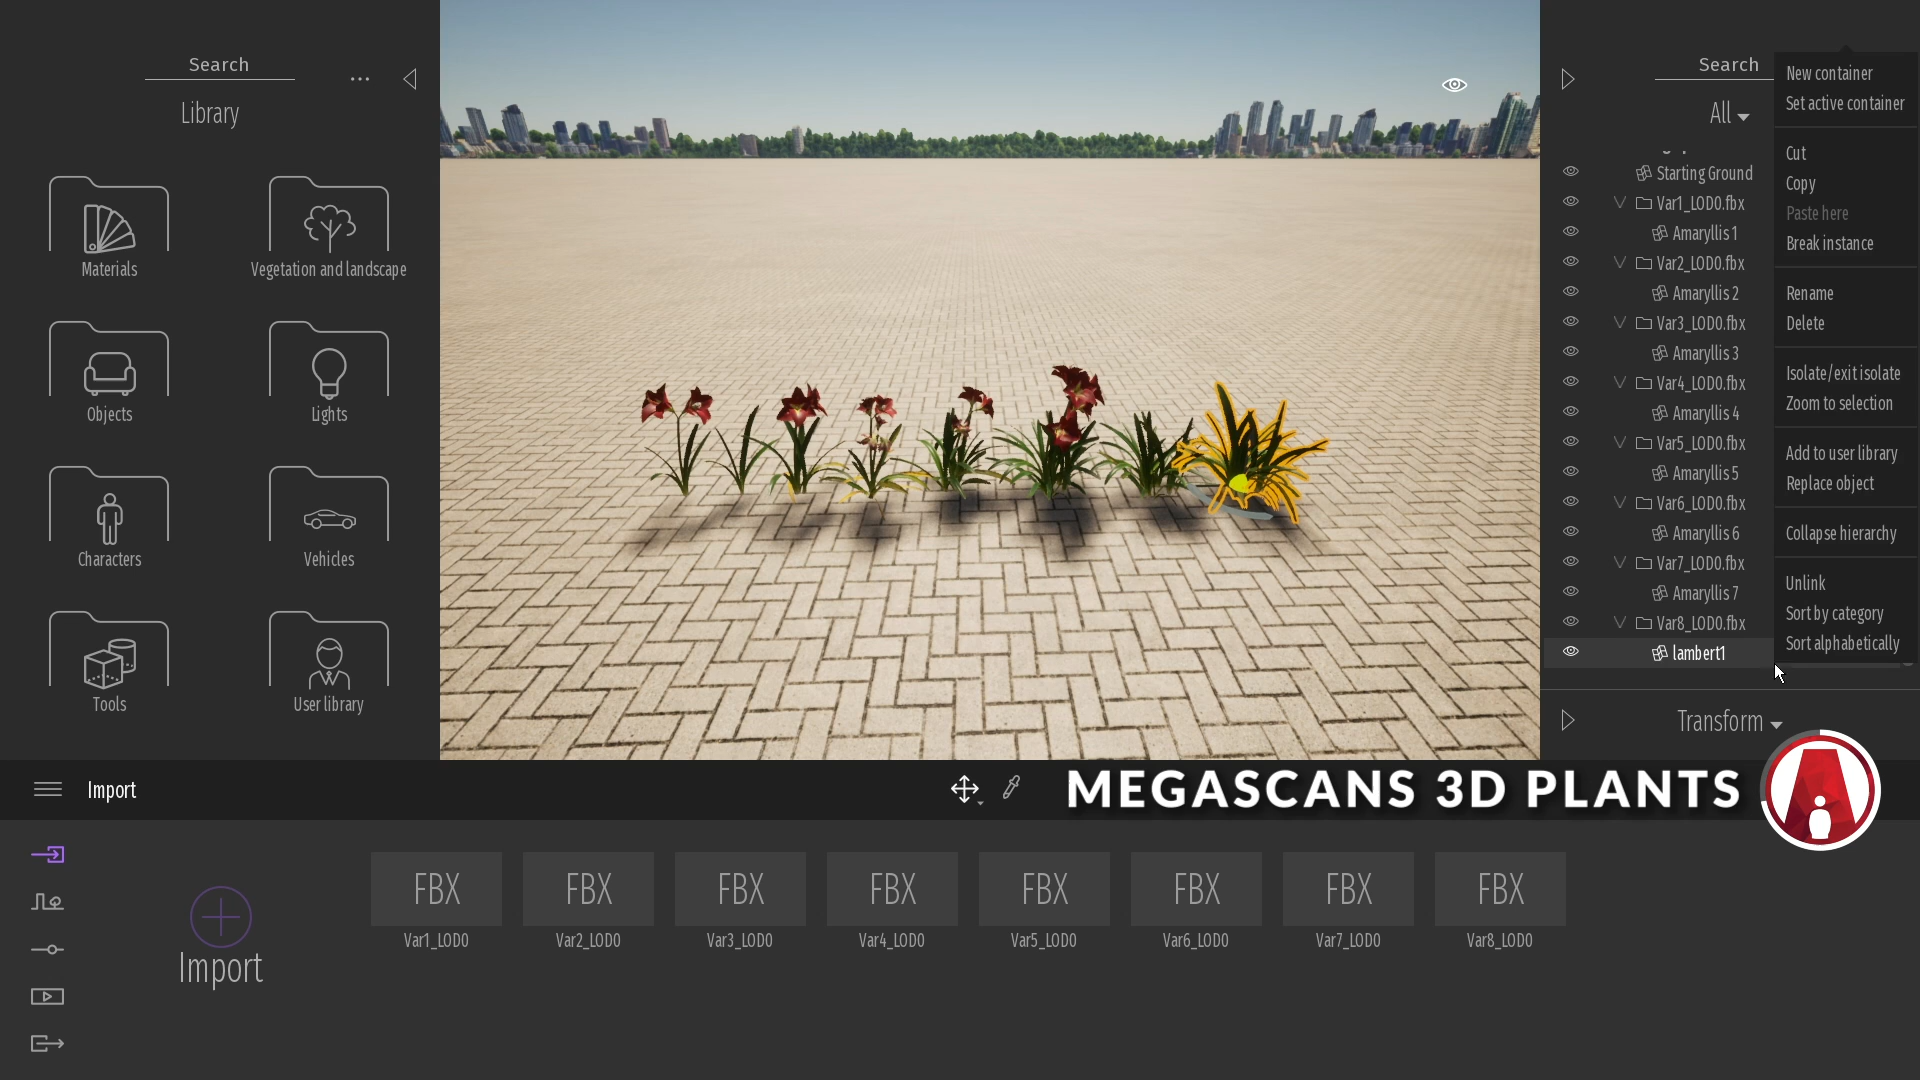 Search
Library
Materials
Vegetation and landscape
Objects
Lights
Characters
Vehicles
Tools
User library
Search
All
Starting Ground
Var1_LOD0.fbx
Amaryllis 1
Var2_LOD0.fbx
Amaryllis 2
Var3_LOD0.fbx
Amaryllis 3
Var4_LOD0.fbx
Amaryllis 4
Var5_LOD0.fbx
Amaryllis 5
Var6_LOD0.fbx
Amaryllis 6
Var7_LOD0.fbx
Amaryllis 7
Var8_LOD0.fbx
lambert1
New container
Set active container
Cut
Copy
Paste here
Break instance
Rename
Delete
Isolate/exit isolate
Zoom to selection
Add to user library
Replace object
Collapse hierarchy
Unlink
Sort by category
Sort alphabetically
Transform
Import
MEGASCANS 3D PLANTS
Import
FBX
Var1_LOD0
FBX
Var2_LOD0
FBX
Var3_LOD0
FBX
Var4_LOD0
FBX
Var5_LOD0
FBX
Var6_LOD0
FBX
Var7_LOD0
FBX
Var8_LOD0